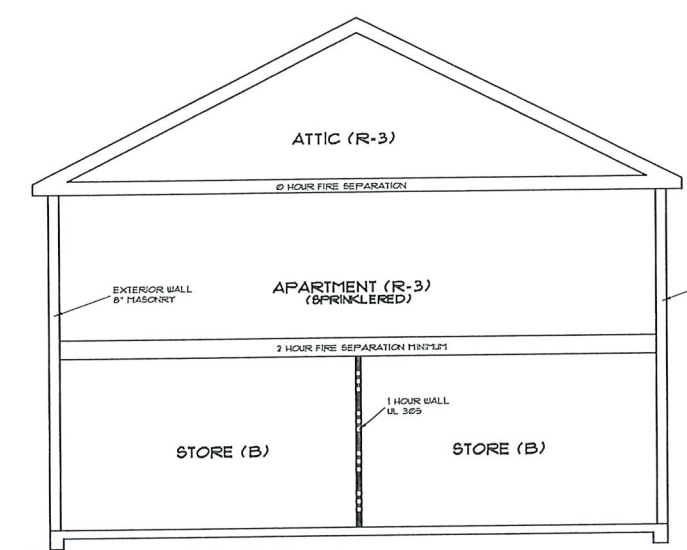 ATTIC (R-3)
0 HOUR FIRE SEPARATION
EXTERIOR WALL
8" MASONRY
APARTMENT (R-3)
(SPRINKLERED)
2 HOUR FIRE SEPARATION MINIMUM
1 HOUR WALL
UL 305
STORE (B)
STORE (B)